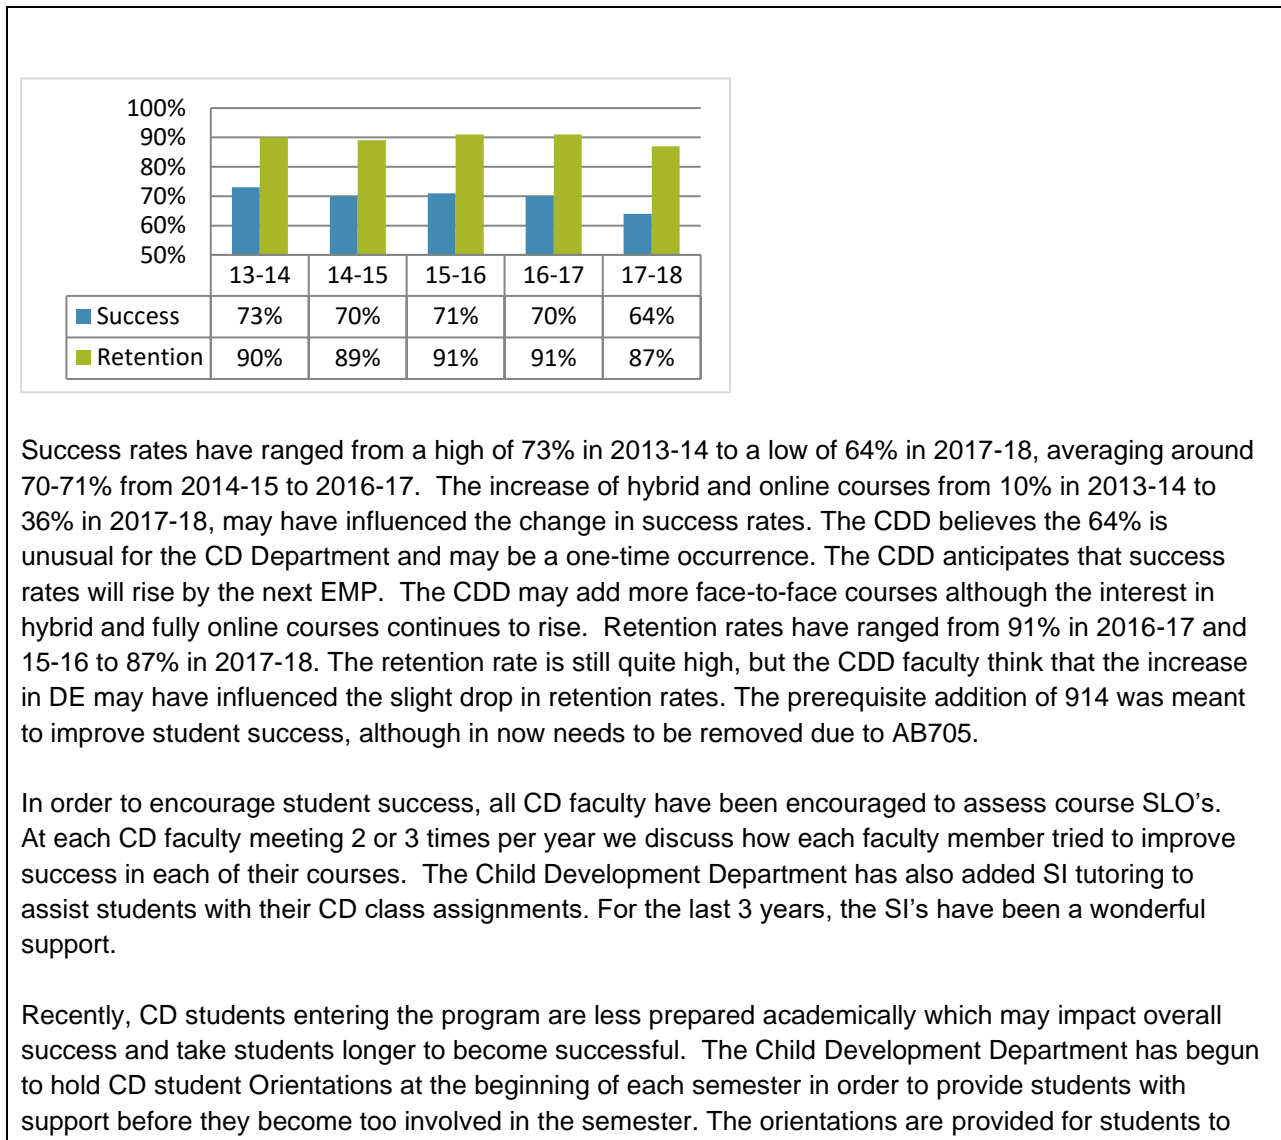 100%
90%
80%
70%
60%
50%
13-14 14-15 15-16 16-17 17-18
Success 73% 70% 71% 70% 64%
Retention 90% 89% 91% 91% 87%
Success rates have ranged from a high of 73% in 2013-14 to a low of 64% in 2017-18, averaging around
70-71% from 2014-15 to 2016-17.  The increase of hybrid and online courses from 10% in 2013-14 to
36% in 2017-18, may have influenced the change in success rates. The CDD believes the 64% is
unusual for the CD Department and may be a one-time occurrence. The CDD anticipates that success
rates will rise by the next EMP.  The CDD may add more face-to-face courses although the interest in
hybrid and fully online courses continues to rise.  Retention rates have ranged from 91% in 2016-17 and
15-16 to 87% in 2017-18. The retention rate is still quite high, but the CDD faculty think that the increase
in DE may have influenced the slight drop in retention rates. The prerequisite addition of 914 was meant
to improve student success, although in now needs to be removed due to AB705.
In order to encourage student success, all CD faculty have been encouraged to assess course SLO's.
At each CD faculty meeting 2 or 3 times per year we discuss how each faculty member tried to improve
success in each of their courses.  The Child Development Department has also added SI tutoring to
assist students with their CD class assignments. For the last 3 years, the SI's have been a wonderful
support.
Recently, CD students entering the program are less prepared academically which may impact overall
success and take students longer to become successful.  The Child Development Department has begun
to hold CD student Orientations at the beginning of each semester in order to provide students with
support before they become too involved in the semester. The orientations are provided for students to